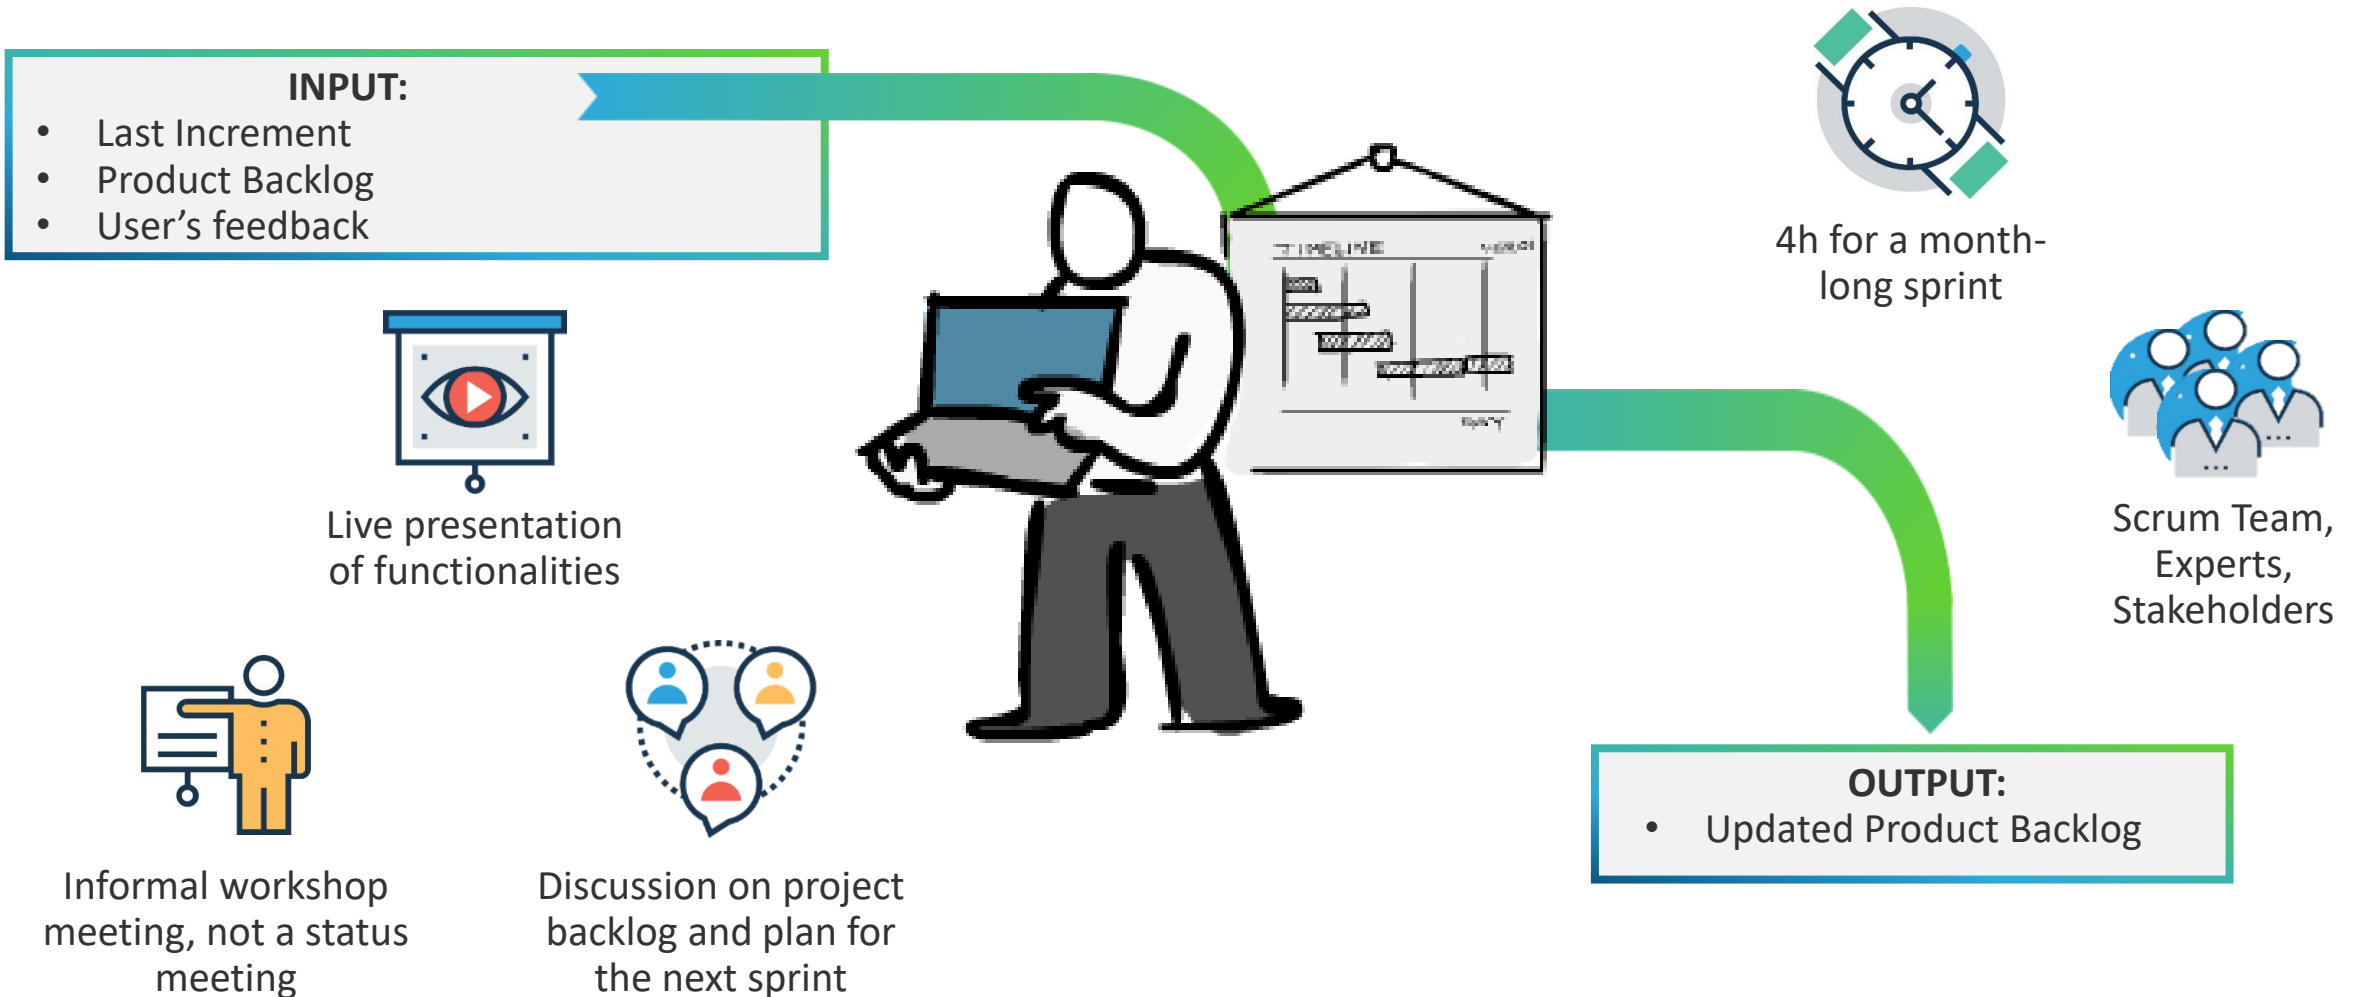 INPUT:
• Last Increment
• Product Backlog
• User’s feedback
4h for a month-
long sprint
TIMELINE
Live presentation
of functionalities
Scrum Team,
Experts,
Stakeholders
Informal workshop
meeting, not a status
meeting
Discussion on project
backlog and plan for
the next sprint
OUTPUT:
• Updated Product Backlog